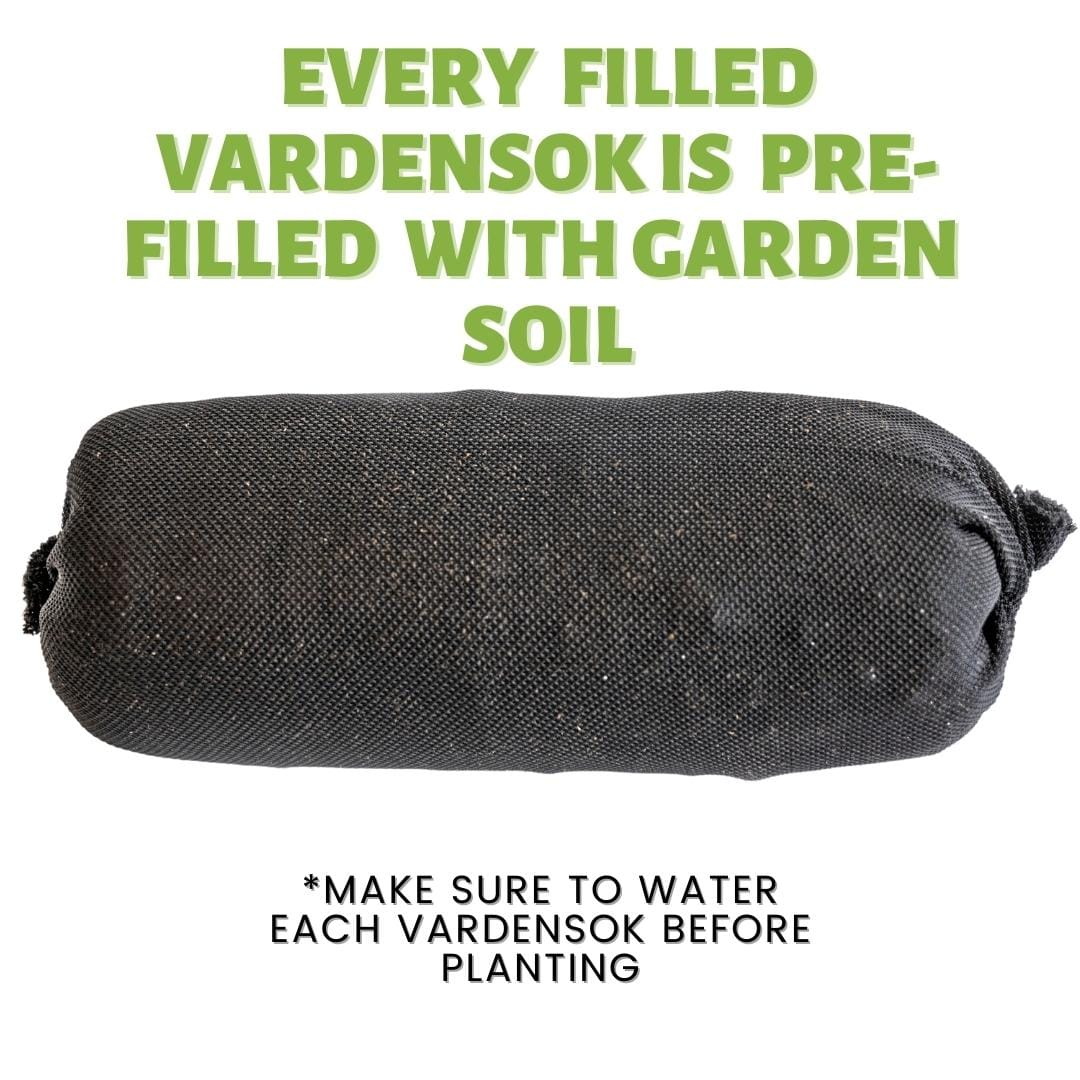 EVERY FILLED
VARDENSOK IS PRE-
FILLED WITH GARDEN
SOIL
*MAKE SURE TO WATER
EACH VARDENSOK BEFORE
PLANTING